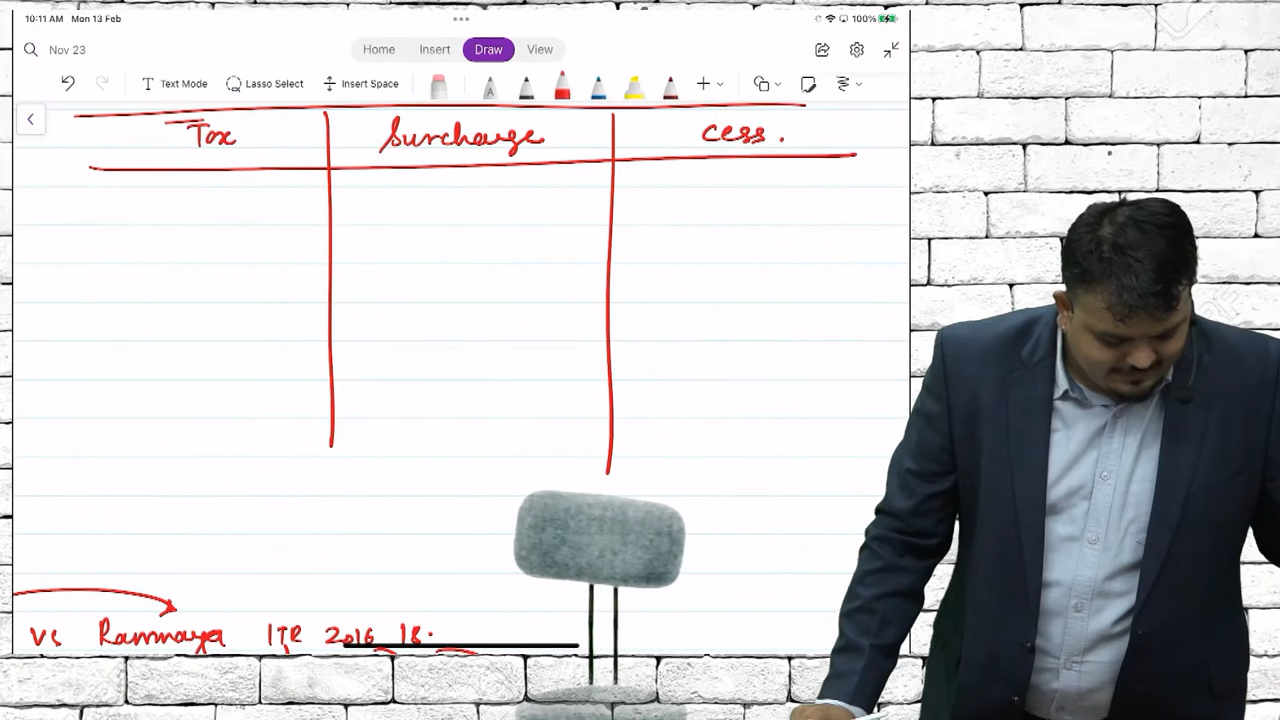 10:11 AM Mon 13 Feb
100%
Nov 23
Home Insert Draw View
Text Mode Lasso Select Insert Space
Tax Surcharge cess.
vs Rammaya ITR 2016 18.